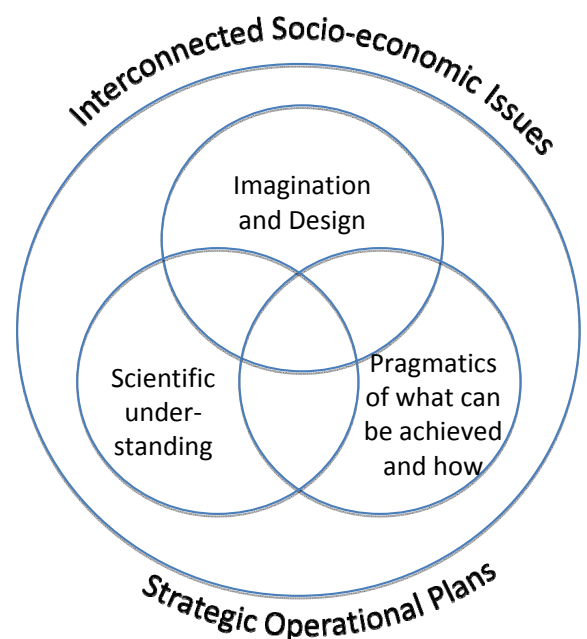 Interconnected Socio-economic Issues
Imagination
and Design
Scientific
under-
standing
Pragmatics
of what can
be achieved
and how
Strategic Operational Plans